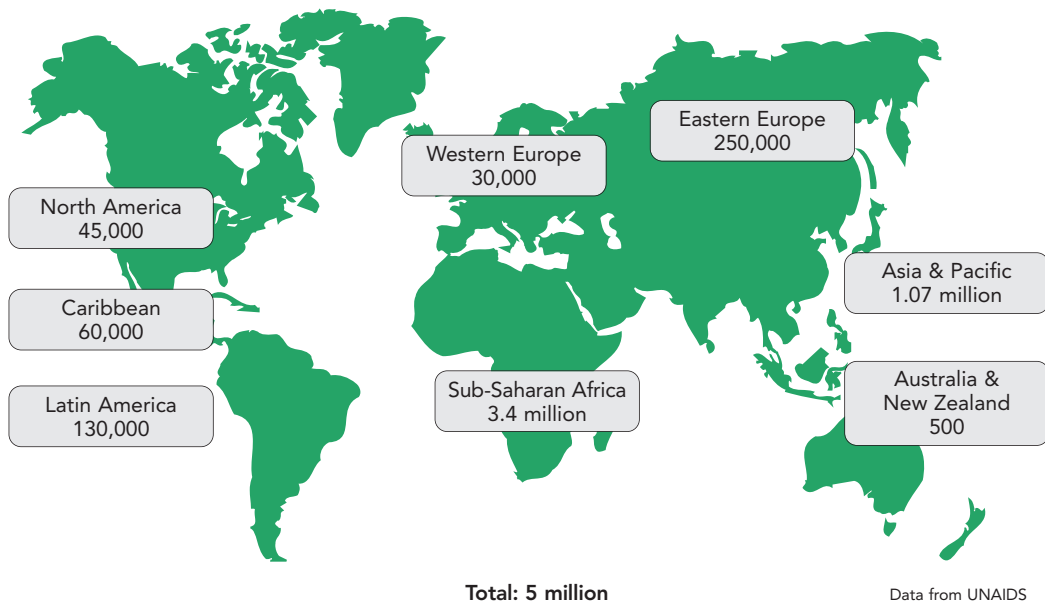 Eastern Europe
250,000
Western Europe
30,000
North America
45,000
Asia & Pacific
1.07 million
Caribbean
60,000
Sub-Saharan Africa
3.4 million
Australia &
New Zealand
500
Latin America
130,000
Total: 5 million
Data from UNAIDS